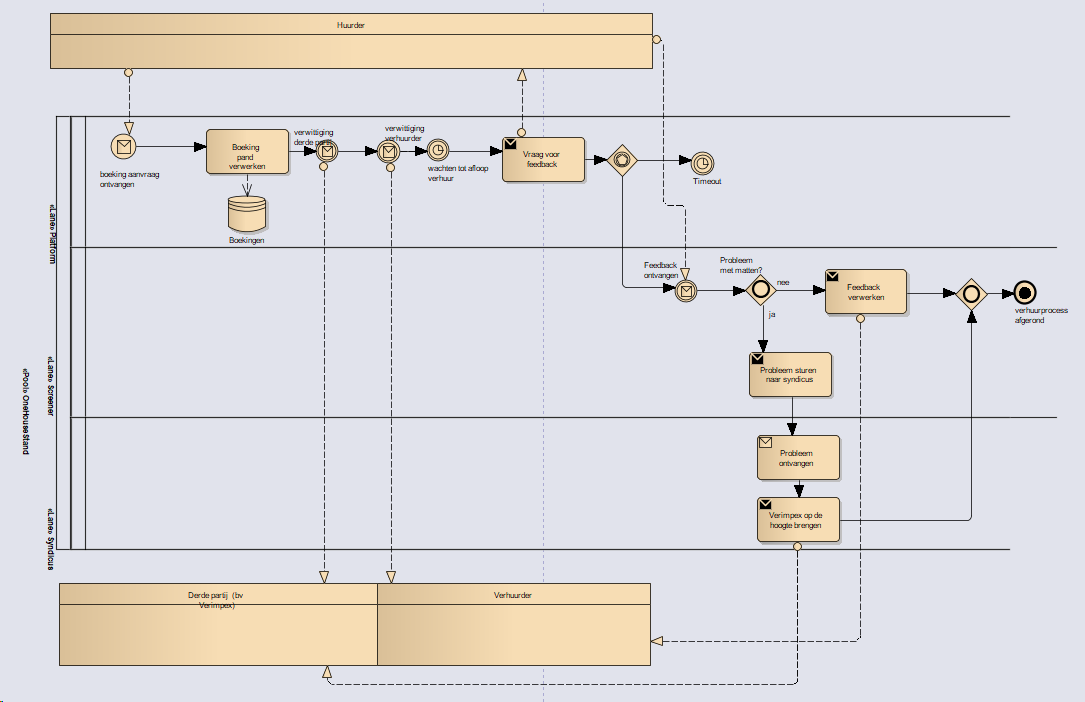 Huurder
boeking aanvraag
ontvangen
Boeking
pand
verwerken
Boekingen
verwittiging
derde partij
verwittiging
verhuurder
wachten tot afloop
verhuur
Vraag voor
feedback
Timeout
«Lane» Platform
Feedback
ontvangen
Probleem
met matten?
nee
ja
Feedback
verwerken
verhuurprocess
afgerond
Probleem sturen
naar syndicus
«Lane» Screener
«Pool» OneHouseStand
Probleem
ontvangen
Verimpex op de
hoogte brengen
«Lane» Syndicus
Derde partij (bv
Verimpex)
Verhuurder